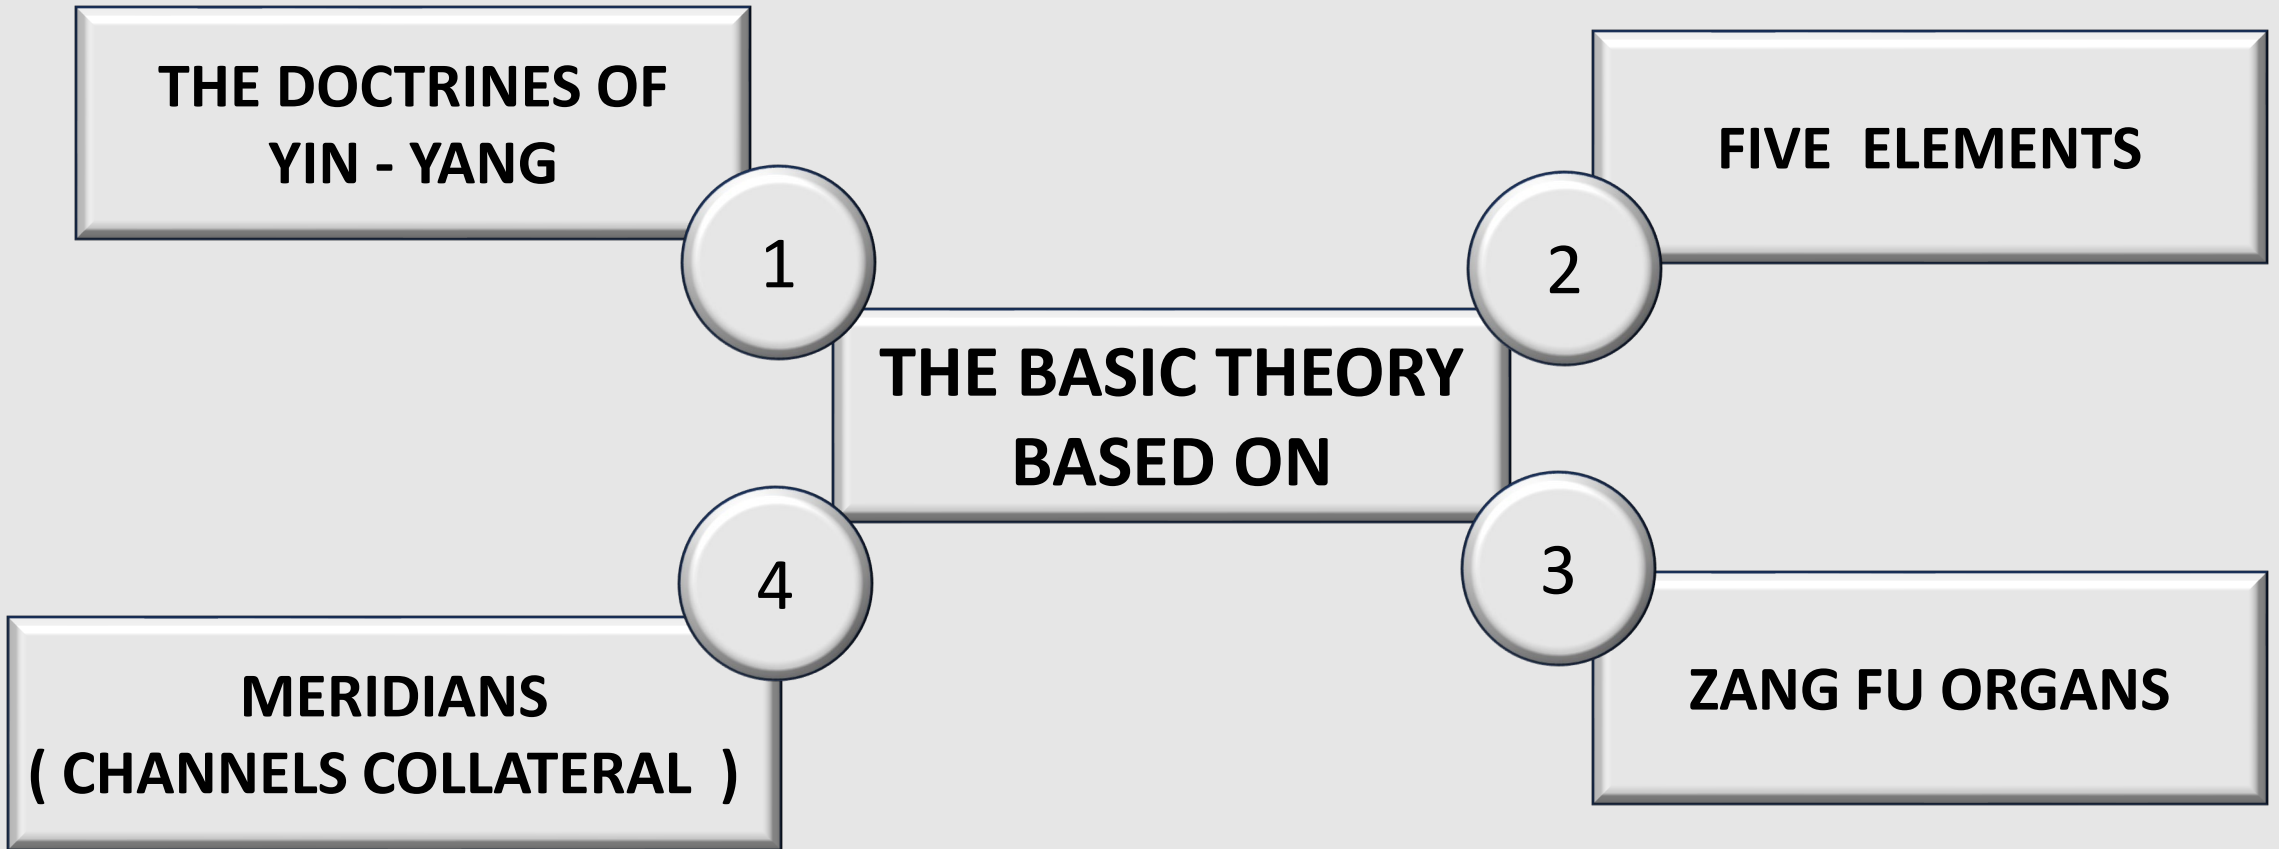 THE DOCTRINES OF
YIN - YANG
1
FIVE  ELEMENTS
2
THE BASIC THEORY
BASED ON
3
ZANG FU ORGANS
4
MERIDIANS
( CHANNELS COLLATERAL  )